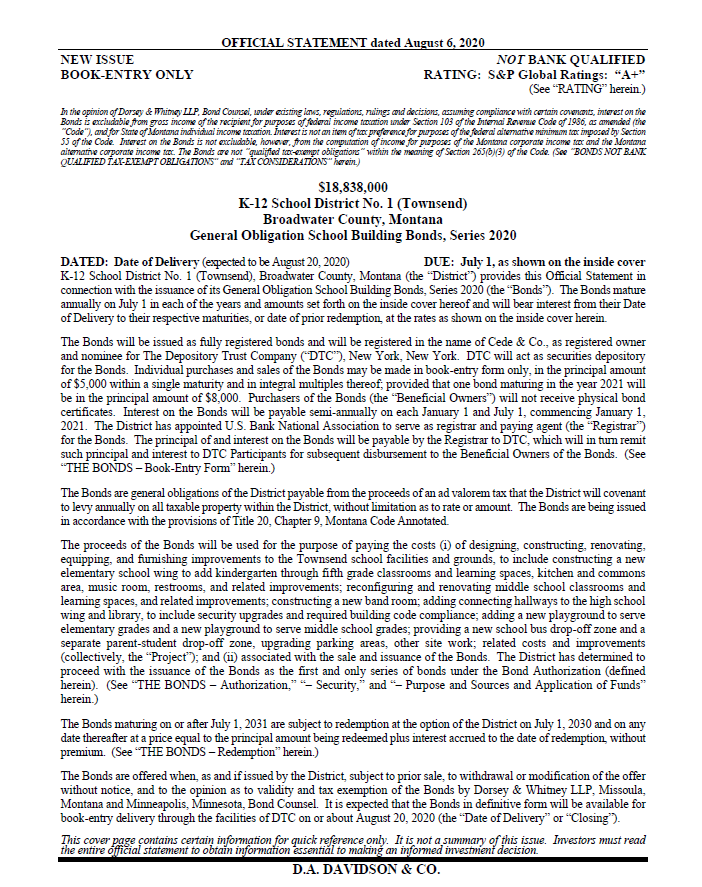 OFFICIAL STATEMENT dated August 6, 2020
NEW ISSUE NOT BANK QUALIFIED
BOOK-ENTRY ONLY RATING: S&P Global Ratings: “A+”
(See “RATING” herein.)
In the opinion of Dorsey & Whitney LLP, Bond Counsel, under existing laws, regulations, rulings and decisions, assuming compliance with certain covenants, interest on the
Bonds is excludable from gross income of the recipient for purposes of federal income taxation under Section 103 of the Internal Revenue Code of 1986, as amended (the
“Code”), and for State of Montana individual income taxation. Interest is not an item of tax preference for purposes of the federal alternative minimum tax imposed by Section
55 of the Code. Interest on the Bonds is not excludable, however, from the computation of income for purposes of the Montana corporate income tax and the Montana
alternative corporate income tax. The Bonds are not “qualified tax-exempt obligations” within the meaning of Section 265(b)(3) of the Code. (See “BONDS NOT BANK
QUALIFIED TAX-EXEMPT OBLIGATIONS” and “TAX CONSIDERATIONS” herein.)
$18,838,000
K-12 School District No. 1 (Townsend)
Broadwater County, Montana
General Obligation School Building Bonds, Series 2020
DATED: Date of Delivery (expected to be August 20, 2020) DUE: July 1, as shown on the inside cover
K-12 School District No. 1 (Townsend), Broadwater County, Montana (the “District”) provides this Official Statement in
connection with the issuance of its General Obligation School Building Bonds, Series 2020 (the “Bonds”). The Bonds mature
annually on July 1 in each of the years and amounts set forth on the inside cover hereof and will bear interest from their Date
of Delivery to their respective maturities, or date of prior redemption, at the rates as shown on the inside cover herein.
The Bonds will be issued as fully registered bonds and will be registered in the name of Cede & Co., as registered owner
and nominee for The Depository Trust Company (“DTC”), New York, New York. DTC will act as securities depository
for the Bonds. Individual purchases and sales of the Bonds may be made in book-entry form only, in the principal amount
of $5,000 within a single maturity and in integral multiples thereof; provided that one bond maturing in the year 2021 will
be in the principal amount of $8,000. Purchasers of the Bonds (the “Beneficial Owners”) will not receive physical bond
certificates. Interest on the Bonds will be payable semi-annually on each January 1 and July 1, commencing January 1,
2021. The District has appointed U.S. Bank National Association to serve as registrar and paying agent (the “Registrar”)
for the Bonds. The principal of and interest on the Bonds will be payable by the Registrar to DTC, which will in turn remit
such principal and interest to DTC Participants for subsequent disbursement to the Beneficial Owners of the Bonds. (See
“THE BONDS – Book-Entry Form” herein.)
The Bonds are general obligations of the District payable from the proceeds of an ad valorem tax that the District will covenant
to levy annually on all taxable property within the District, without limitation as to rate or amount. The Bonds are being issued
in accordance with the provisions of Title 20, Chapter 9, Montana Code Annotated.
The proceeds of the Bonds will be used for the purpose of paying the costs (i) of designing, constructing, renovating,
equipping, and furnishing improvements to the Townsend school facilities and grounds, to include constructing a new
elementary school wing to add kindergarten through fifth grade classrooms and learning spaces, kitchen and commons
area, music room, restrooms, and related improvements; reconfiguring and renovating middle school classrooms and
learning spaces, and related improvements; constructing a new band room; adding connecting hallways to the high school
wing and library, to include security upgrades and required building code compliance; adding a new playground to serve
elementary grades and a new playground to serve middle school grades; providing a new school bus drop-off zone and a
separate parent-student drop-off zone, upgrading parking areas, other site work; related costs and improvements
(collectively, the “Project”); and (ii) associated with the sale and issuance of the Bonds. The District has determined to
proceed with the issuance of the Bonds as the first and only series of bonds under the Bond Authorization (defined
herein). (See “THE BONDS – Authorization,” “– Security,” and “– Purpose and Sources and Application of Funds”
herein.)
The Bonds maturing on or after July 1, 2031 are subject to redemption at the option of the District on July 1, 2030 and on any
date thereafter at a price equal to the principal amount being redeemed plus interest accrued to the date of redemption, without
premium. (See “THE BONDS – Redemption” herein.)
The Bonds are offered when, as and if issued by the District, subject to prior sale, to withdrawal or modification of the offer
without notice, and to the opinion as to validity and tax exemption of the Bonds by Dorsey & Whitney LLP, Missoula,
Montana and Minneapolis, Minnesota, Bond Counsel. It is expected that the Bonds in definitive form will be available for
book-entry delivery through the facilities of DTC on or about August 20, 2020 (the “Date of Delivery” or “Closing”).
This cover page contains certain information for quick reference only. It is not a summary of this issue. Investors must read
the entire official statement to obtain information essential to making an informed investment decision.
D.A. DAVIDSON & CO.